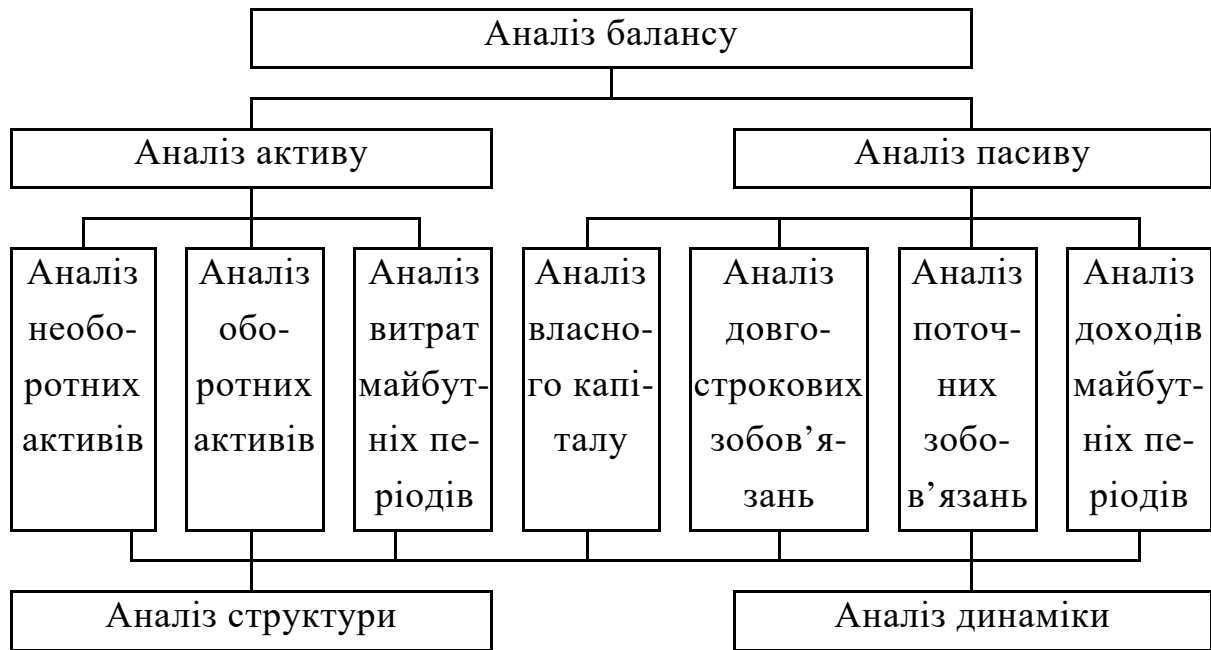 Аналіз балансу
Аналіз активу
Аналіз пасиву
Аналіз
необо-
ротних
активів
Аналіз
обо-
ротних
активів
Аналіз
витрат
майбут-
ніх пе-
ріодів
Аналіз
власно-
го капі-
талу
Аналіз
довго-
строкових
зобов’я-
зань
Аналіз
поточ-
них
зобо-
в’язань
Аналіз
доходів
майбут-
ніх пе-
ріодів
Аналіз структури
Аналіз динаміки